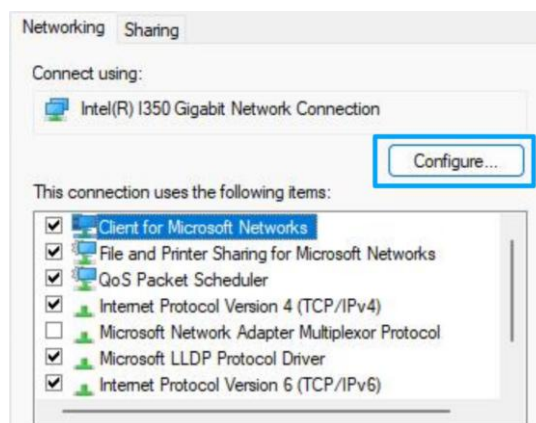 Networking Sharing
Connect using:
Intel(R) I350 Gigabit Network Connection
Configure...
This connection uses the following items:
Client for Microsoft Networks
File and Printer Sharing for Microsoft Networks
QoS Packet Scheduler
Internet Protocol Version 4 (TCP/IPv4)
Microsoft Network Adapter Multiplexor Protocol
Microsoft LLDP Protocol Driver
Internet Protocol Version 6 (TCP/IPv6)